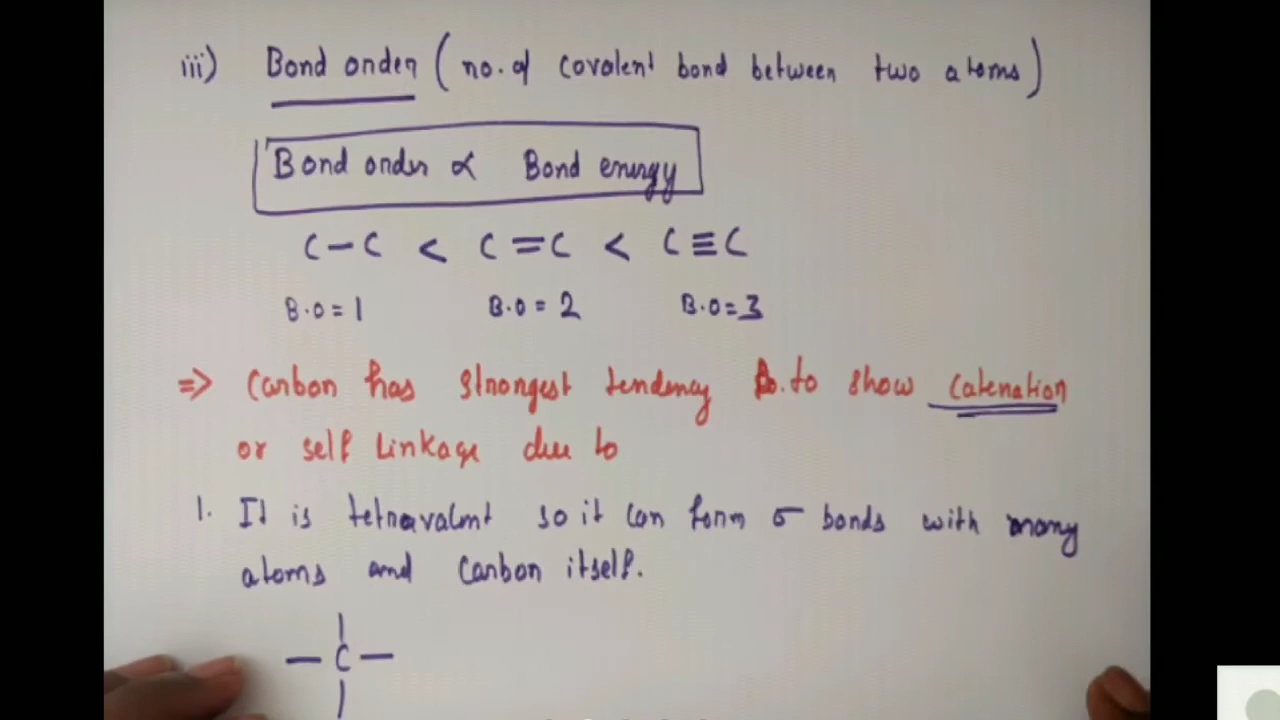 iii) Bond order (no. of covalent bond between two atoms)
Bond order ∝ Bond energy
C-C < C=C < C≡C
B.O=1 B.O=2 B.O=3
⇒ Carbon has strongest tendency to show Catenation
or self Linkage due to
1. It is tetravalent so it can form σ bonds with many
atoms and Carbon itself.
C